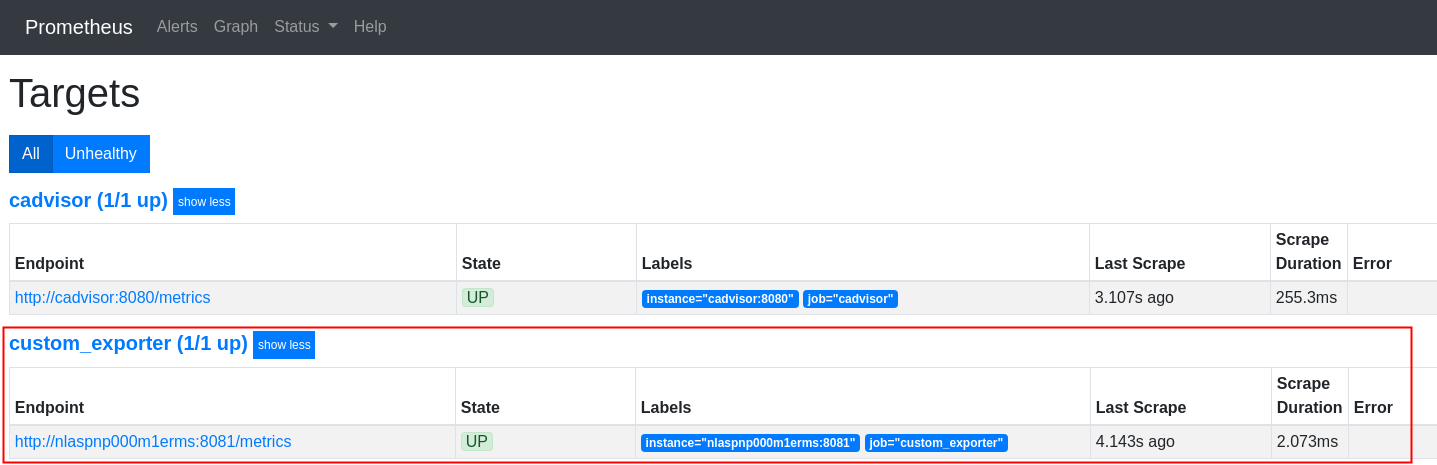 Prometheus Alerts Graph Status Help
Targets
All Unhealthy
cadvisor (1/1 up) show less
Endpoint State Labels Last Scrape Scrape Duration Error
http://cadvisor:8080/metrics UP instance="cadvisor:8080" job="cadvisor" 3.107s ago 255.3ms
custom_exporter (1/1 up) show less
Endpoint State Labels Last Scrape Scrape Duration Error
http://nlaspnp000m1erms:8081/metrics UP instance="nlaspnp000m1erms:8081" job="custom_exporter" 4.143s ago 2.073ms